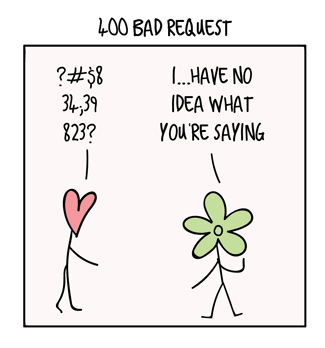 400 BAD REQUEST
?#$8
34;39
823?
I...HAVE NO
IDEA WHAT
YOU'RE SAYING